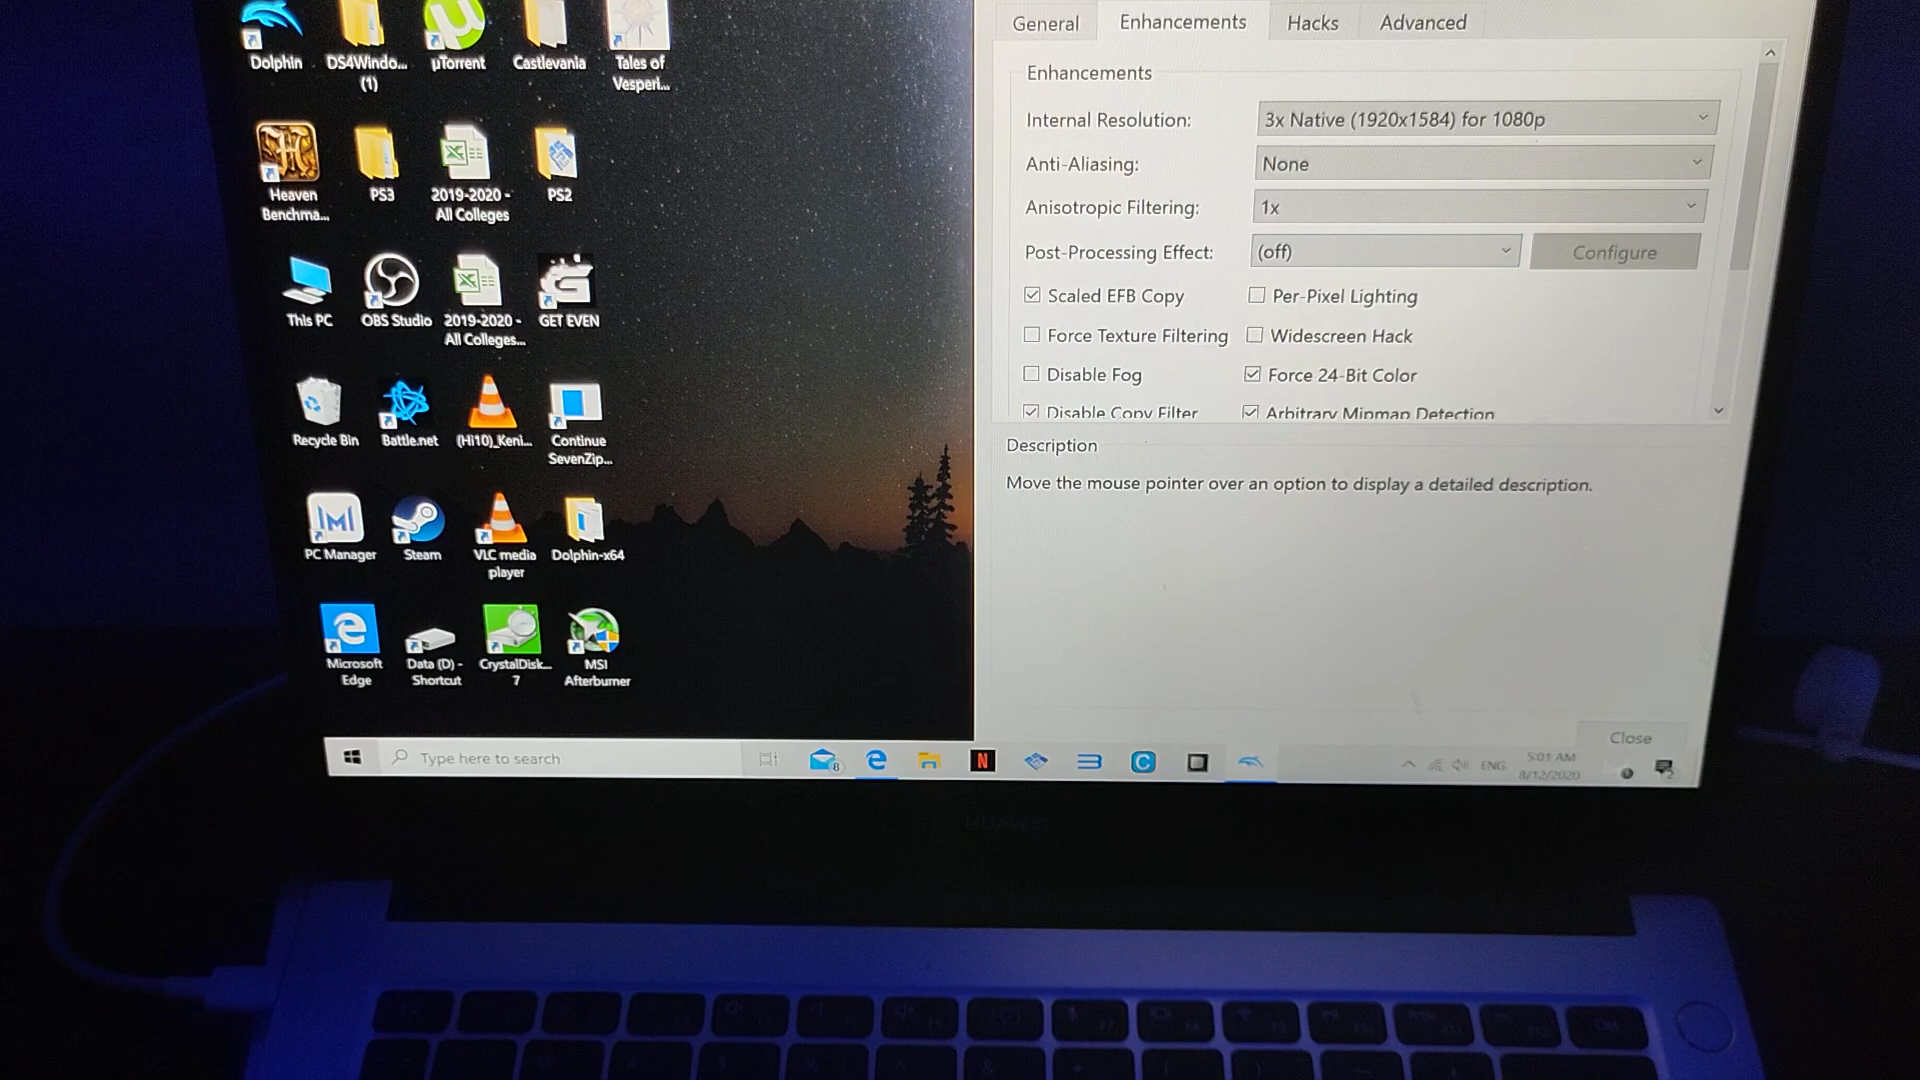 General Enhancements Hacks Advanced
Enhancements
Internal Resolution: 3x Native (1920x1584) for 1080p
Anti-Aliasing: None
Anisotropic Filtering: 1x
Post-Processing Effect: (off) Configure
Scaled EFB Copy Per-Pixel Lighting
Force Texture Filtering Widescreen Hack
Disable Fog Force 24-Bit Color
Disable Copy Filter Arbitrary Mipmap Detection
Description
Move the mouse pointer over an option to display a detailed description.
Close
Dolphin
DS4Windo...
(1)
µTorrent
Castlevania
Tales of
Vesperi...
Heaven
Benchma...
PS3
2019-2020 -
All Colleges
PS2
This PC
OBS Studio
2019-2020 -
All Colleges...
GET EVEN
Recycle Bin
Battle.net
(Hi10)_Keni...
Continue
SevenZip...
PC Manager
Steam
VLC media
player
Dolphin-x64
Microsoft
Edge
Data (D) -
Shortcut
CrystalDisk...
7
MSI
Afterburner
Type here to search
8
N
C
ENG
5:01 AM
8/12/2020
2
HUAWEI